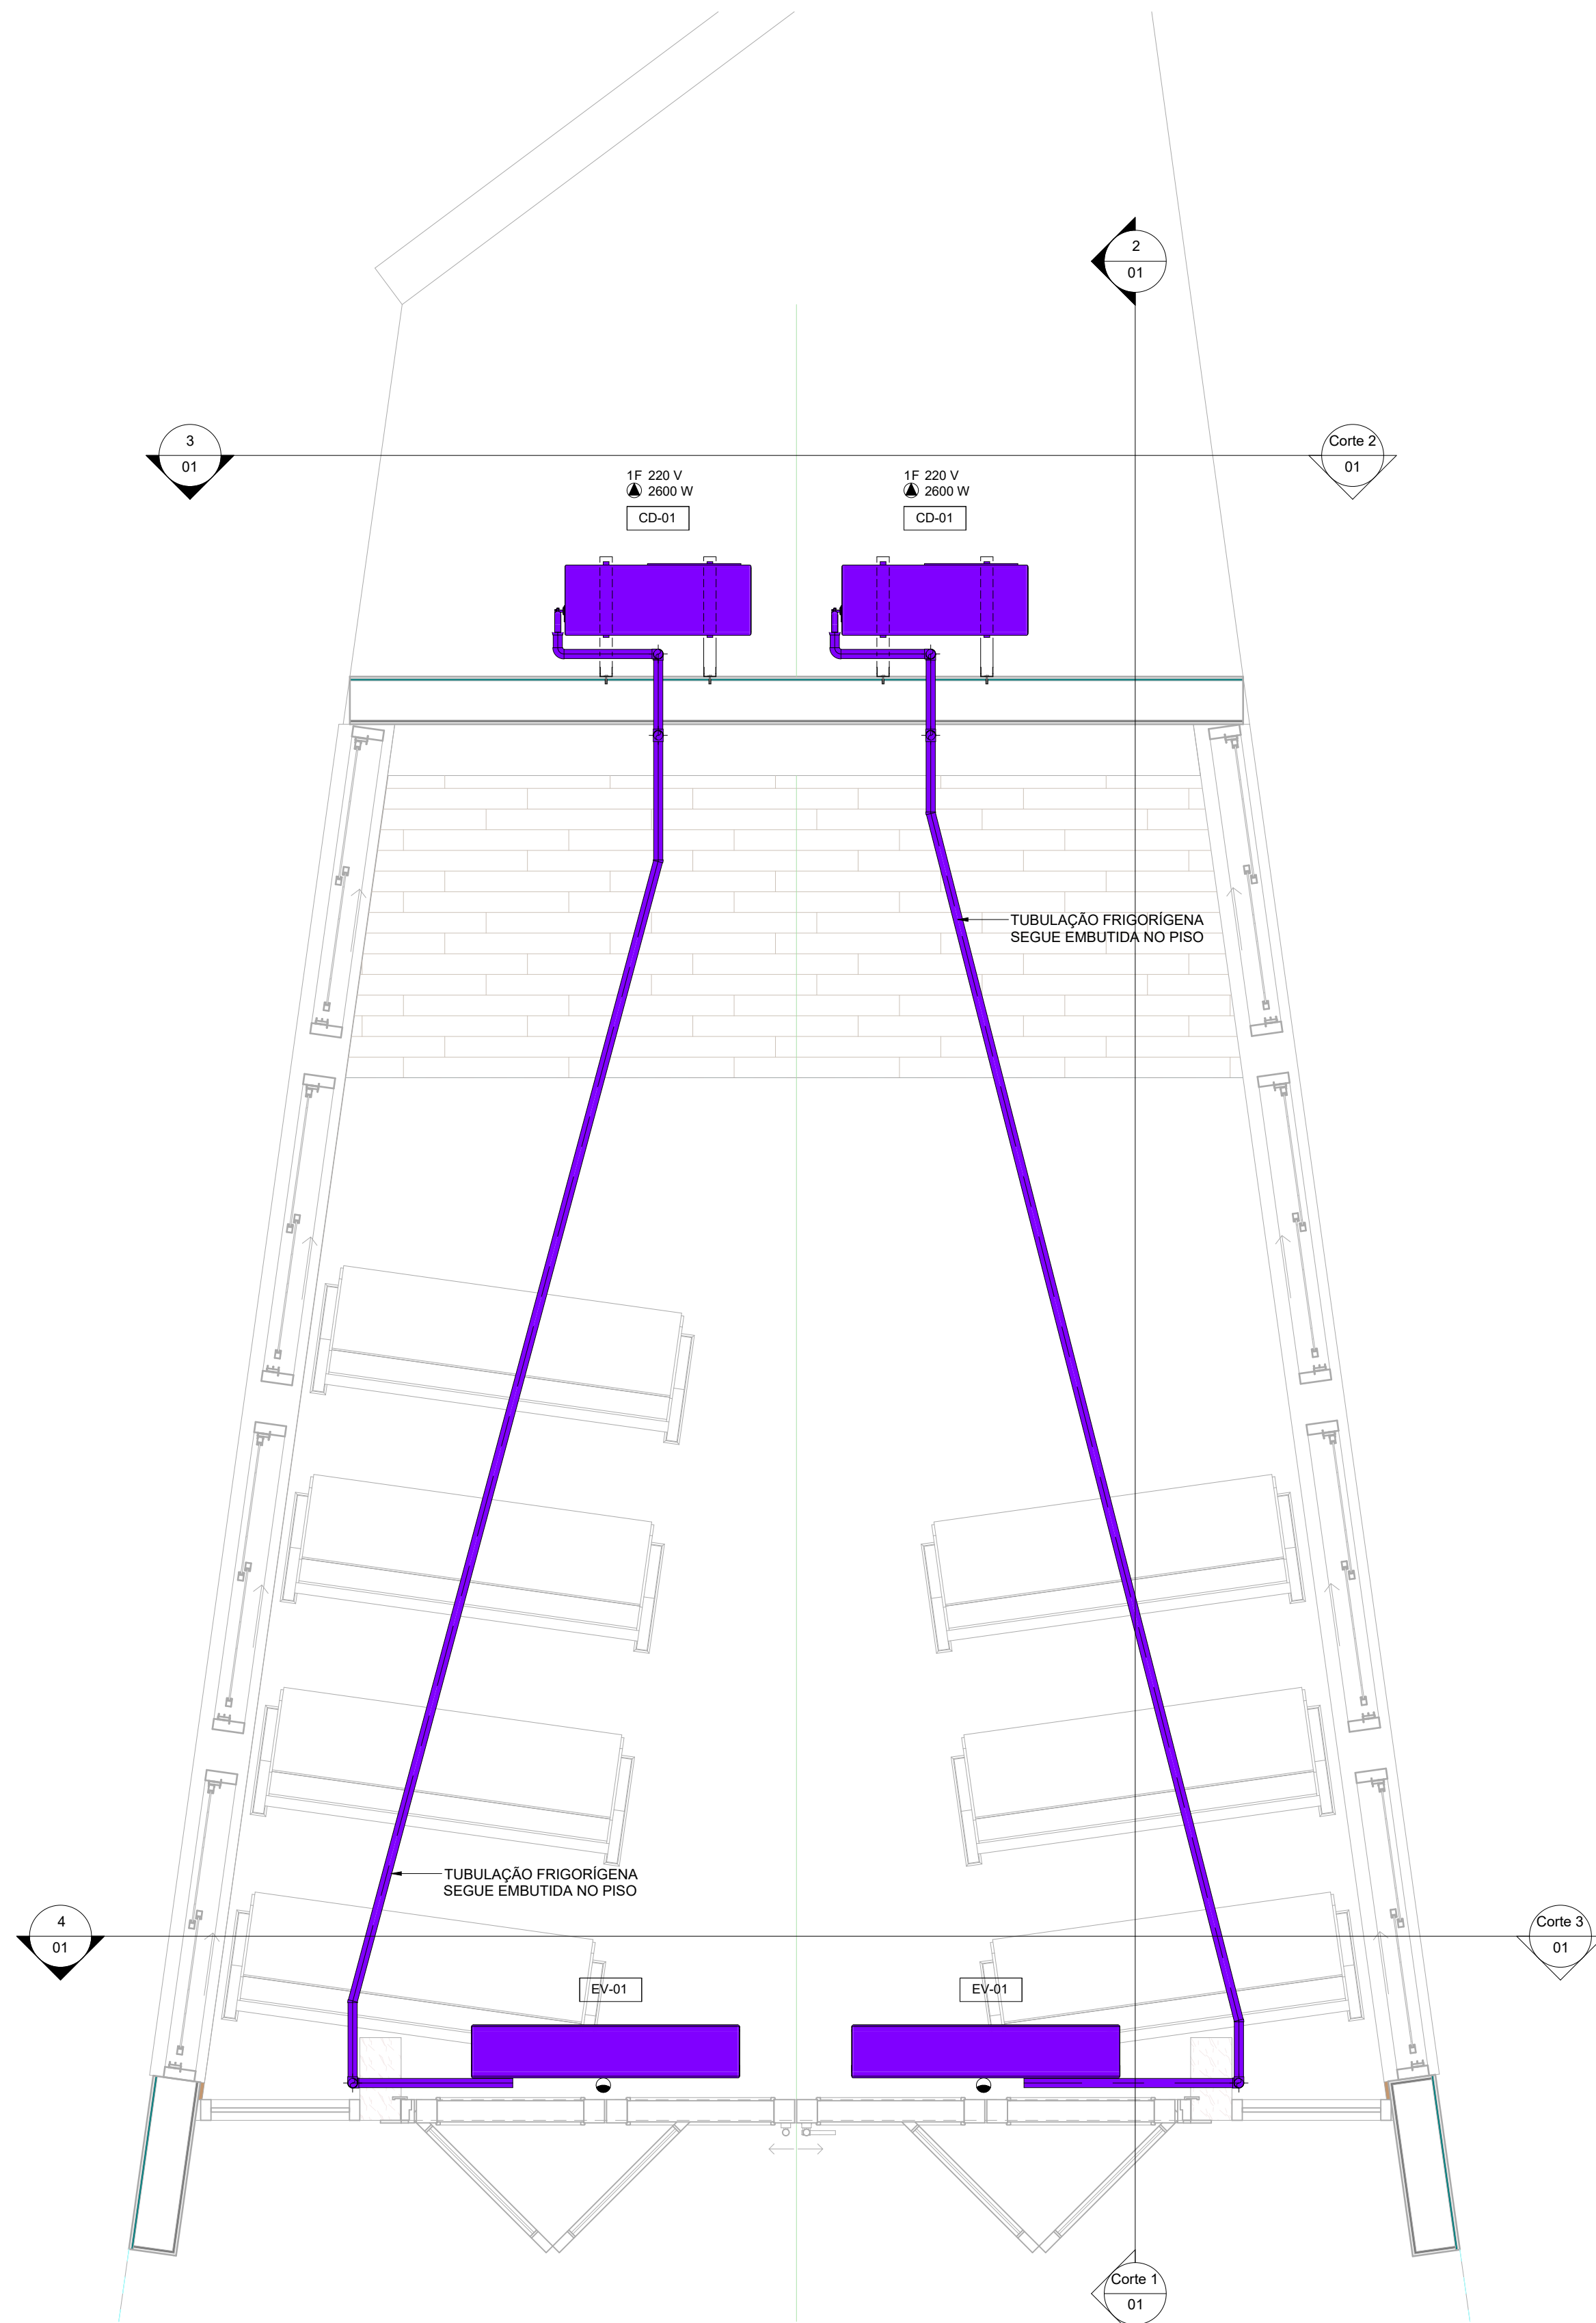 2
01
3
01
Corte 2
01
1F 220 V
2600 W
CD-01
1F 220 V
2600 W
CD-01
TUBULAÇÃO FRIGORÍGENA
SEGUE EMBUTIDA NO PISO
TUBULAÇÃO FRIGORÍGENA
SEGUE EMBUTIDA NO PISO
4
01
Corte 3
01
EV-01
EV-01
Corte 1
01